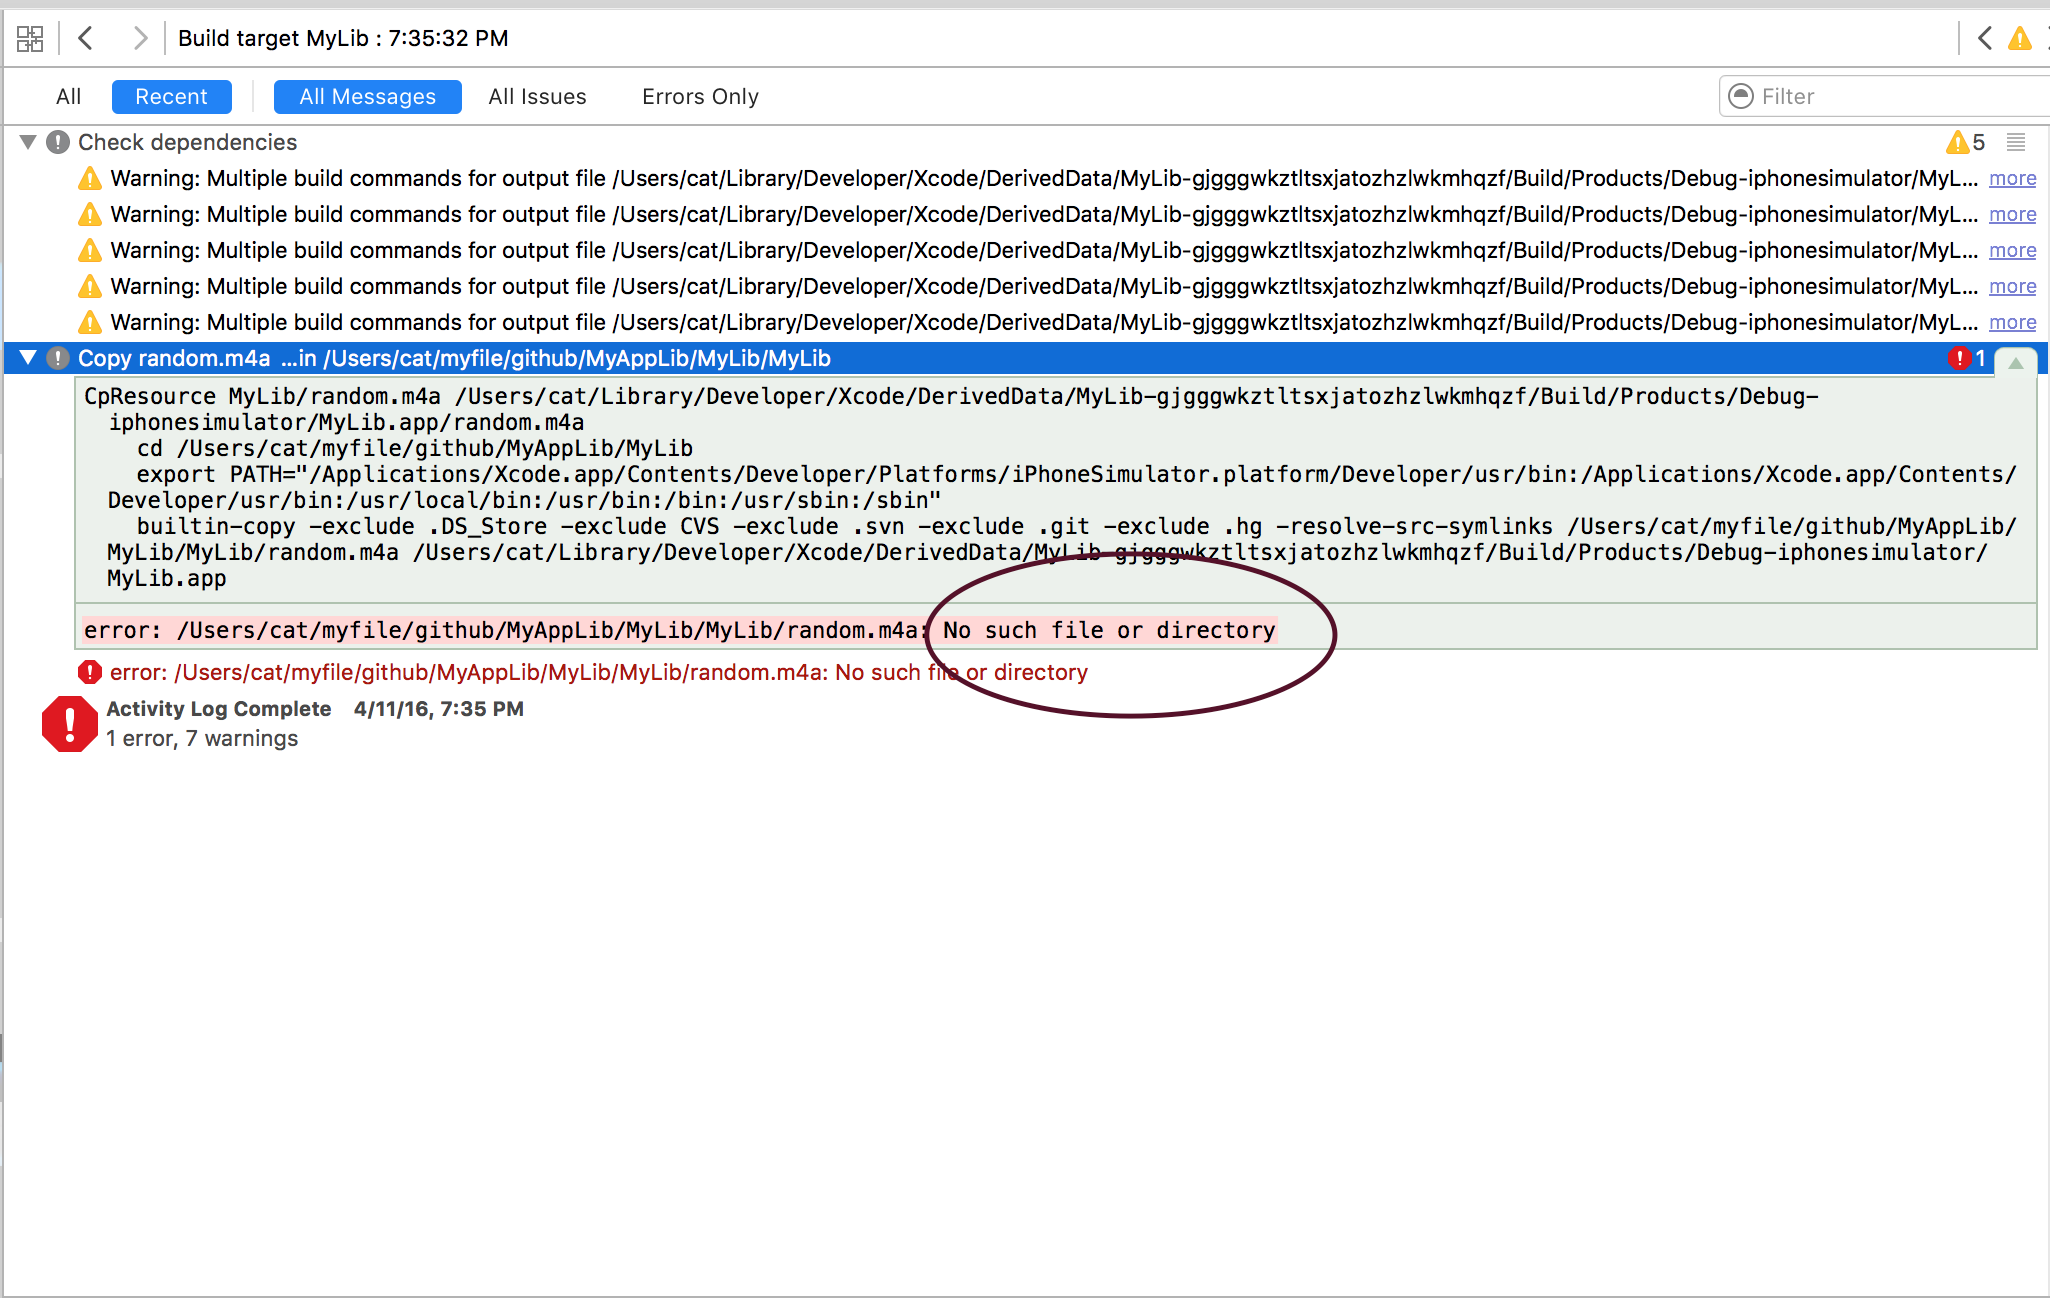 Build target MyLib : 7:35:32 PM
All Recent All Messages All Issues Errors Only Filter
Check dependencies 5
Warning: Multiple build commands for output file /Users/cat/Library/Developer/Xcode/DerivedData/MyLib-gjgggwkztltsxjatozhzlwkmhqzf/Build/Products/Debug-iphonesimulator/MyL... more
Warning: Multiple build commands for output file /Users/cat/Library/Developer/Xcode/DerivedData/MyLib-gjgggwkztltsxjatozhzlwkmhqzf/Build/Products/Debug-iphonesimulator/MyL... more
Warning: Multiple build commands for output file /Users/cat/Library/Developer/Xcode/DerivedData/MyLib-gjgggwkztltsxjatozhzlwkmhqzf/Build/Products/Debug-iphonesimulator/MyL... more
Warning: Multiple build commands for output file /Users/cat/Library/Developer/Xcode/DerivedData/MyLib-gjgggwkztltsxjatozhzlwkmhqzf/Build/Products/Debug-iphonesimulator/MyL... more
Warning: Multiple build commands for output file /Users/cat/Library/Developer/Xcode/DerivedData/MyLib-gjgggwkztltsxjatozhzlwkmhqzf/Build/Products/Debug-iphonesimulator/MyL... more
Copy random.m4a ...in /Users/cat/myfile/github/MyAppLib/MyLib/MyLib 1
CpResource MyLib/random.m4a /Users/cat/Library/Developer/Xcode/DerivedData/MyLib-gjgggwkztltsxjatozhzlwkmhqzf/Build/Products/Debug-
iphonesimulator/MyLib.app/random.m4a
cd /Users/cat/myfile/github/MyAppLib/MyLib
export PATH="/Applications/Xcode.app/Contents/Developer/Platforms/iPhoneSimulator.platform/Developer/usr/bin:/Applications/Xcode.app/Contents/
Developer/usr/bin:/usr/local/bin:/usr/bin:/bin:/usr/sbin:/sbin"
builtin-copy -exclude .DS_Store -exclude CVS -exclude .svn -exclude .git -exclude .hg -resolve-src-symlinks /Users/cat/myfile/github/MyAppLib/
MyLib/MyLib/random.m4a /Users/cat/Library/Developer/Xcode/DerivedData/MyLib-gjgggwkztltsxjatozhzlwkmhqzf/Build/Products/Debug-iphonesimulator/
MyLib.app
error: /Users/cat/myfile/github/MyAppLib/MyLib/MyLib/random.m4a: No such file or directory
error: /Users/cat/myfile/github/MyAppLib/MyLib/MyLib/random.m4a: No such file or directory
Activity Log Complete 4/11/16, 7:35 PM
1 error, 7 warnings